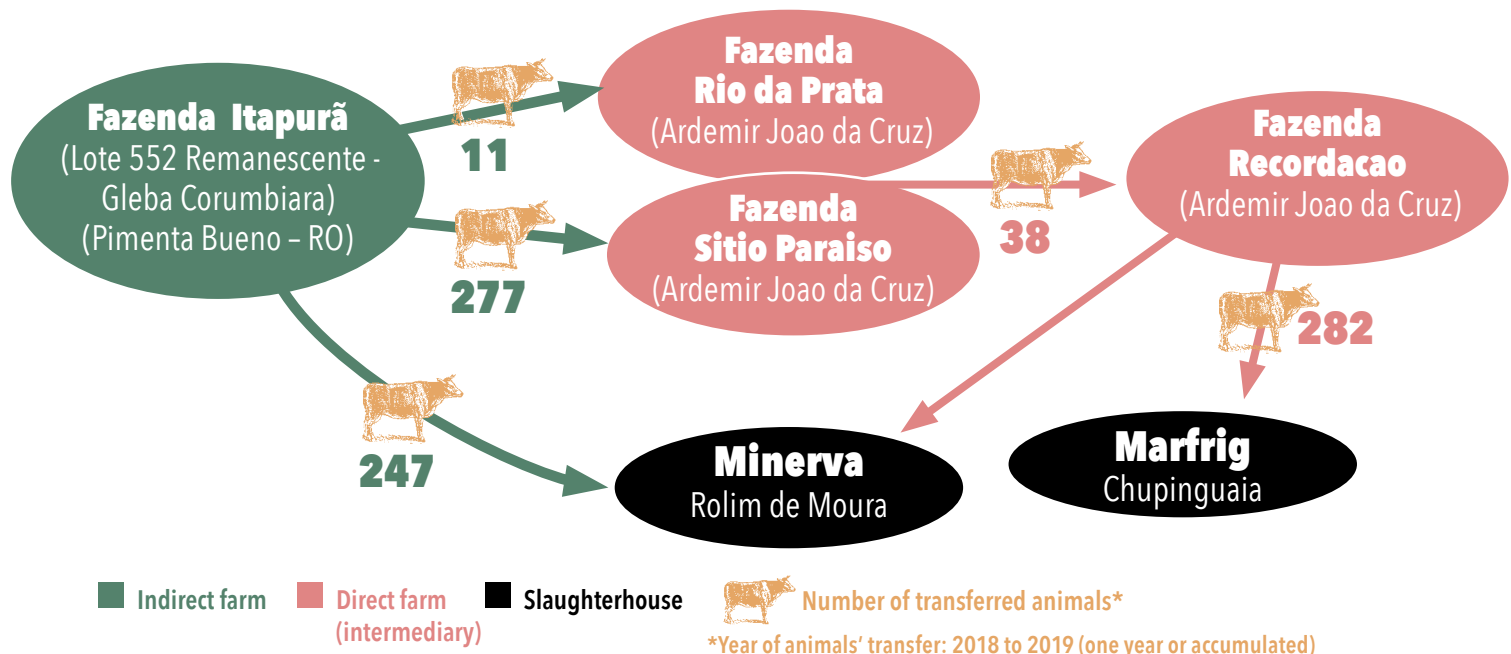 Fazenda Itapurã
(Lote 552 Remanescente -
Gleba Corumbiara)
(Pimenta Bueno – RO)
11
277
247
Fazenda
Rio da Prata
(Ardemir Joao da Cruz)
Fazenda
Sitio Paraiso
(Ardemir Joao da Cruz)
38
Fazenda
Recordacao
(Ardemir Joao da Cruz)
282
Minerva
Rolim de Moura
Marfrig
Chupinguaia
Indirect farm
Direct farm
(intermediary)
Slaughterhouse
Number of transferred animals*
*Year of animals’ transfer: 2018 to 2019 (one year or accumulated)